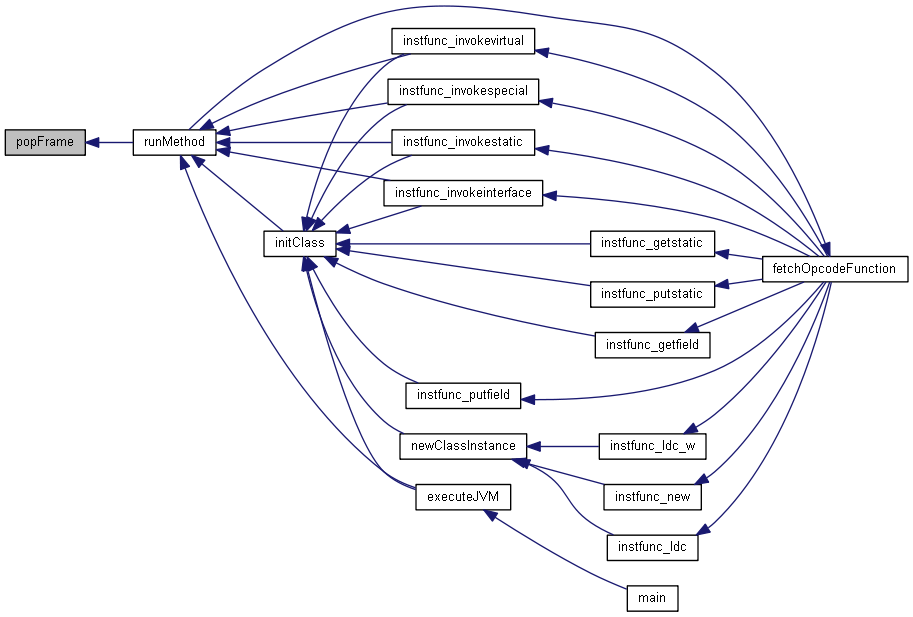 instfunc_invokevirtual
instfunc_invokespecial
popFrame
runMethod
instfunc_invokestatic
instfunc_invokeinterface
initClass
instfunc_getstatic
fetchOpcodeFunction
instfunc_putstatic
instfunc_getfield
instfunc_putfield
newClassInstance
instfunc_ldc_w
executeJVM
instfunc_new
instfunc_ldc
main